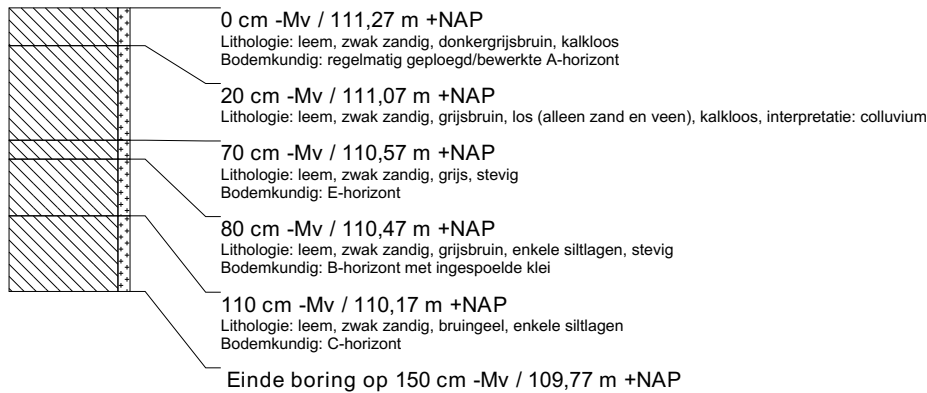 0 cm -Mv / 111,27 m +NAP
Lithologie: leem, zwak zandig, donkergrijsbruin, kalkloos
Bodemkundig: regelmatig geploegd/bewerkte A-horizont
20 cm -Mv / 111,07 m +NAP
Lithologie: leem, zwak zandig, grijsbruin, los (alleen zand en veen), kalkloos, interpretatie: colluvium
70 cm -Mv / 110,57 m +NAP
Lithologie: leem, zwak zandig, grijs, stevig
Bodemkundig: E-horizont
80 cm -Mv / 110,47 m +NAP
Lithologie: leem, zwak zandig, grijsbruin, enkele siltlagen, stevig
Bodemkundig: B-horizont met ingespoelde klei
110 cm -Mv / 110,17 m +NAP
Lithologie: leem, zwak zandig, bruingeel, enkele siltlagen
Bodemkundig: C-horizont
Einde boring op 150 cm -Mv / 109,77 m +NAP